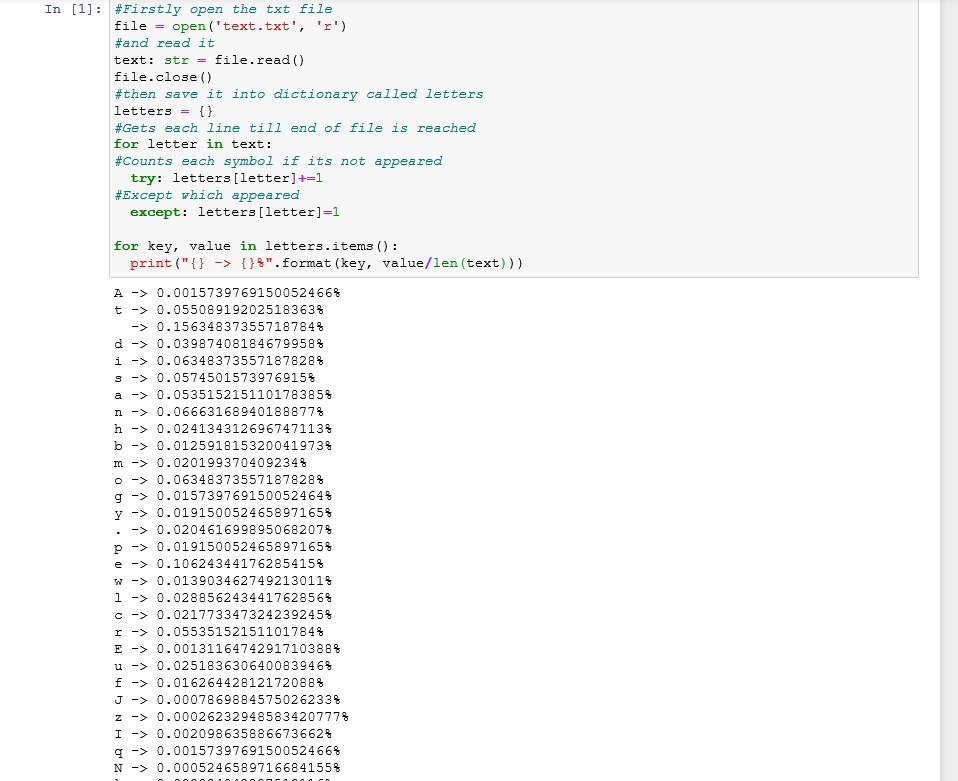 In [1]: #Firstly open the txt file
file = open('text.txt', 'r')
#and read it
text: str = file.read()
file.close()
#then save it into dictionary called letters
letters = {}
#Gets each line till end of file is reached
for letter in text:
#Counts each symbol if its not appeared
try: letters[letter]+=1
#Except which appeared
except: letters[letter]=1
for key, value in letters.items():
print("{} -> {}%".format(key, value/len(text)))
A -> 0.0015739769150052466%
t -> 0.05508919202518363%
-> 0.15634837355718784%
d -> 0.03987408184679958%
i -> 0.06348373557187828%
s -> 0.0574501573976915%
a -> 0.053515215110178385%
n -> 0.06663168940188877%
h -> 0.024134312696747113%
b -> 0.012591815320041973%
m -> 0.020199370409234%
o -> 0.06348373557187828%
g -> 0.015739769150052464%
y -> 0.019150052465897165%
. -> 0.020461699895068207%
p -> 0.019150052465897165%
e -> 0.1062434417628541​5%
w -> 0.013903462749213011%
l -> 0.028856243441762856%
c -> 0.021773347324239245%
r -> 0.05535152151101784%
E -> 0.0013116474291710388%
u -> 0.025183630640083946%
f -> 0.01626442812172088%
J -> 0.0007869884575026233%
z -> 0.00026232948583420777%
I -> 0.002098635886673662%
q -> 0.0015739769150052466%
N -> 0.0005246589716684155%